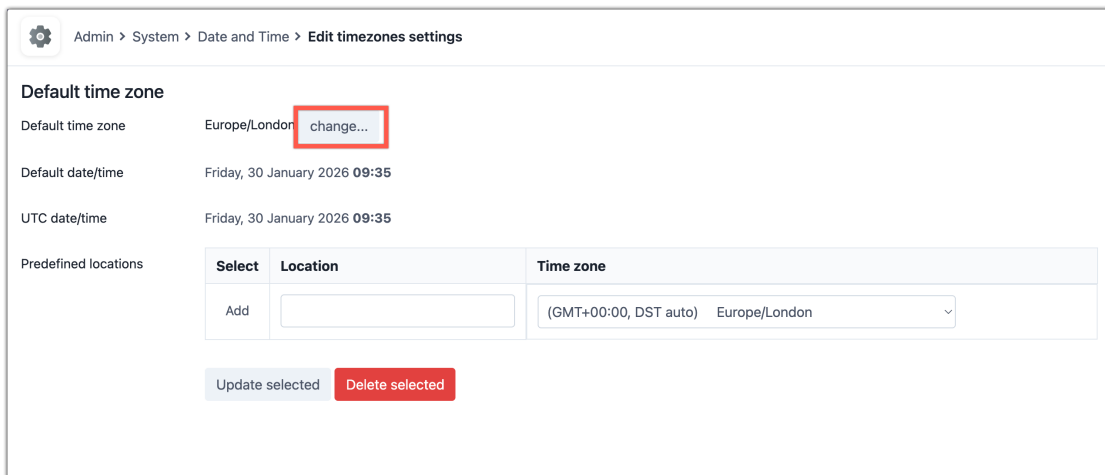 Admin > System > Date and Time > Edit timezones settings
Default time zone
Default time zone Europe/London change...
Default date/time Friday, 30 January 2026 09:35
UTC date/time Friday, 30 January 2026 09:35
Predefined locations Select Location Time zone
Add (GMT+00:00, DST auto) Europe/London
Update selected Delete selected